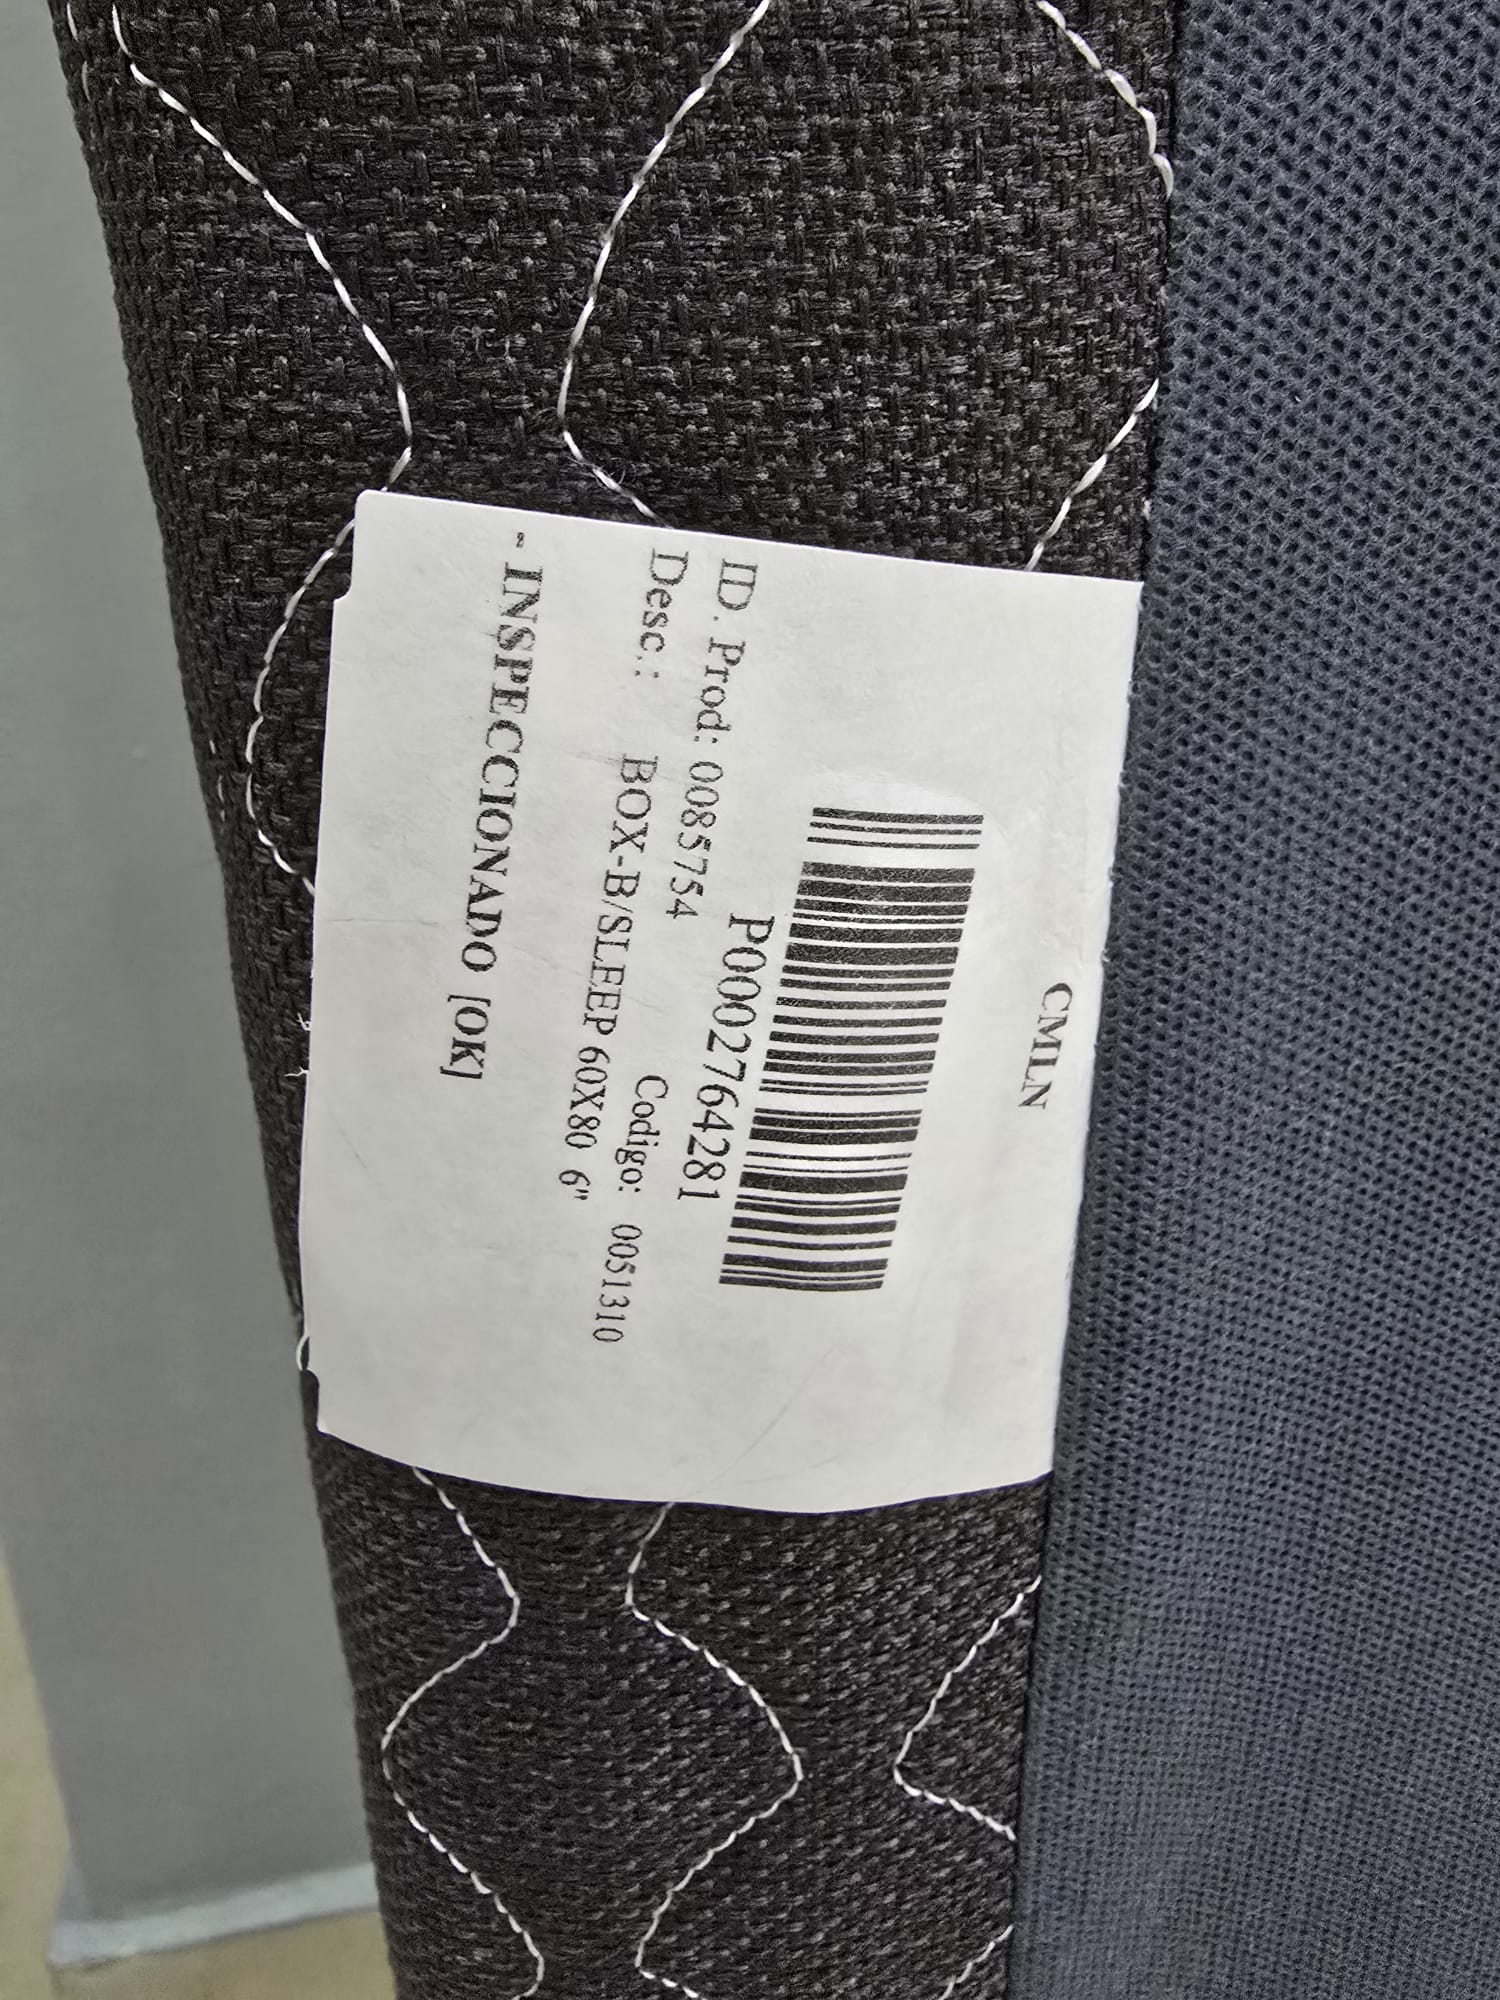 CMLN
P0002764281
ID. Prod: 0085754 Codigo: 0051310
Desc.: BOX-B/SLEEP 60X80 6"
- INSPECCIONADO [OK]